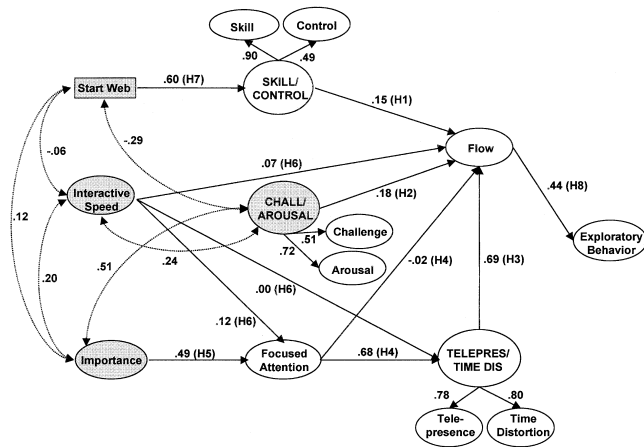 Skill
Control
.90
.49
Start Web
.60 (H7)
SKILL/
CONTROL
.15 (H1)
-.06
-.29
Flow
.07 (H6)
.12
Interactive
Speed
CHALL/
AROUSAL
.18 (H2)
.44 (H8)
.51
Challenge
.72
Exploratory
Behavior
.20
.51
.24
Arousal
-.02 (H4)
.69 (H3)
.00 (H6)
.12 (H6)
Importance
.49 (H5)
Focused
Attention
.68 (H4)
TELEPRES/
TIME DIS
.78
.80
Tele-
presence
Time
Distortion